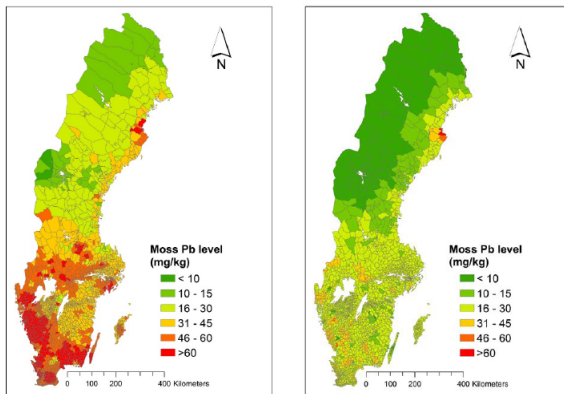 N
Moss Pb level
(mg/kg)
< 10
10 - 15
16 - 30
31 - 45
46 - 60
>60
0 100 200 400 Kilometers
N
Moss Pb level
(mg/kg)
< 10
10 - 15
16 - 30
31 - 45
46 - 60
>60
0 100 200 400 Kilometers